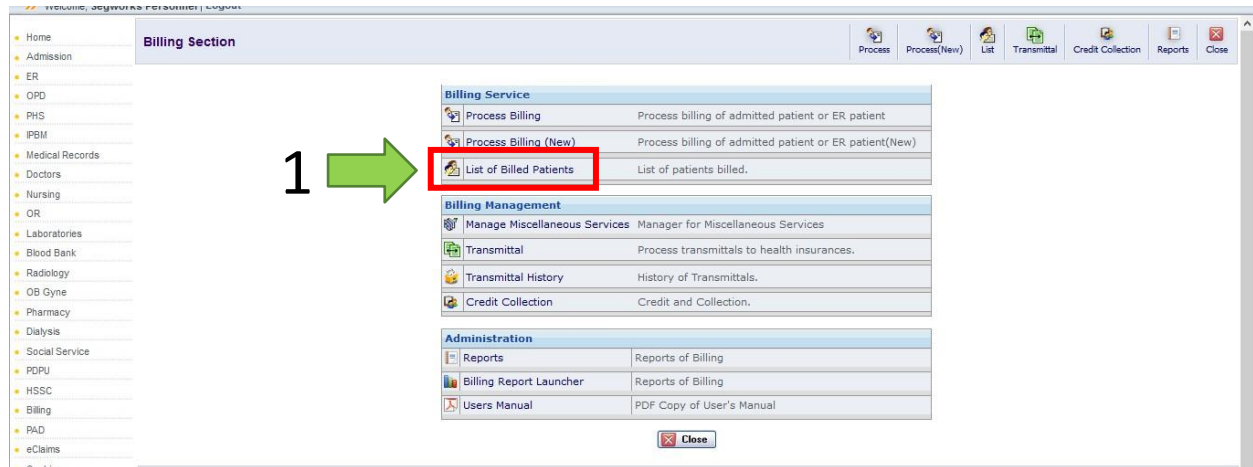 Welcome, Segworks Personnel | Logout
Home
Admission
ER
OPD
PHS
IPBM
Medical Records
Doctors
Nursing
OR
Laboratories
Blood Bank
Radiology
OB Gyne
Pharmacy
Dialysis
Social Service
PDPU
HSSC
Billing
PAD
eClaims
Billing Section
Process Process(New) List Transmittal Credit Collection Reports Close
Billing Service
Process Billing Process billing of admitted patient or ER patient
Process Billing (New) Process billing of admitted patient or ER patient(New)
1
List of Billed Patients List of patients billed.
Billing Management
Manage Miscellaneous Services Manager for Miscellaneous Services
Transmittal Process transmittals to health insurances.
Transmittal History History of Transmittals.
Credit Collection Credit and Collection.
Administration
Reports Reports of Billing
Billing Report Launcher Reports of Billing
Users Manual PDF Copy of User's Manual
Close